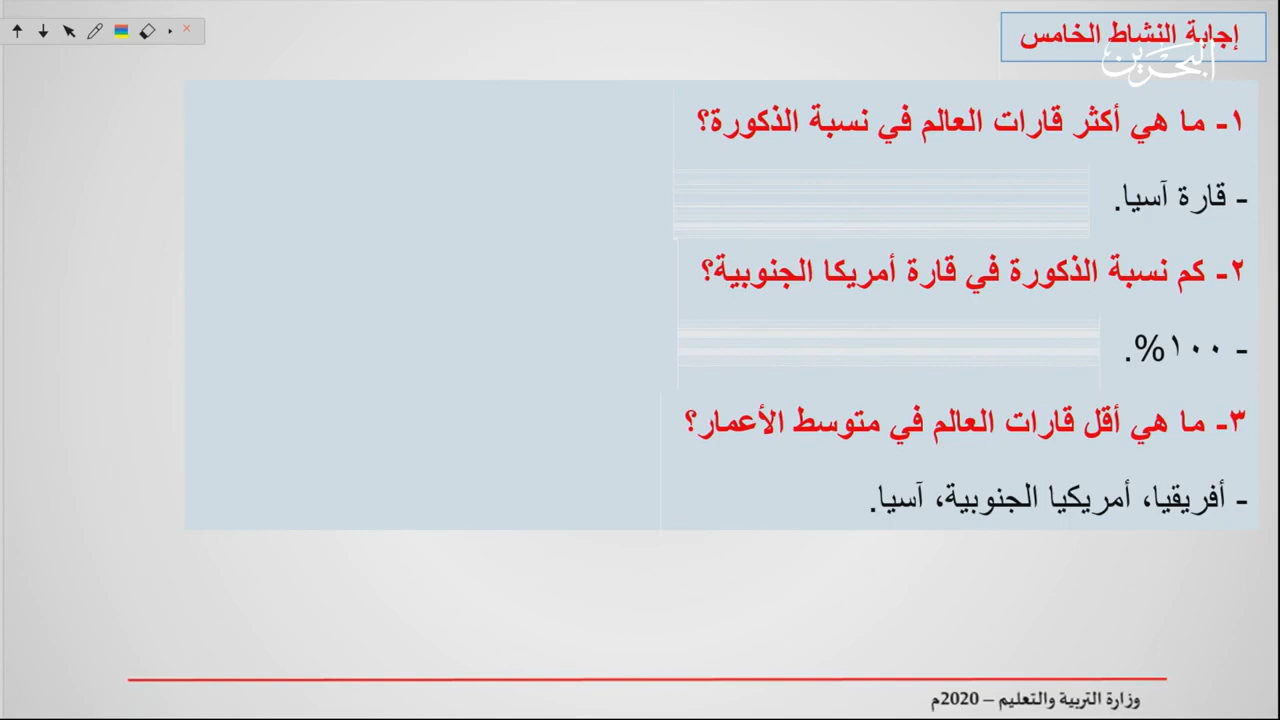 إجابة النشاط الخامس
البحرين
١- ما هي أكثر قارات العالم في نسبة الذكورة؟
- قارة آسيا.
٢- كم نسبة الذكورة في قارة أمريكا الجنوبية؟
- ١٠٠%.
٣- ما هي أقل قارات العالم في متوسط الأعمار؟
- أفريقيا، أمريكيا الجنوبية، آسيا.
وزارة التربية والتعليم – 2020م